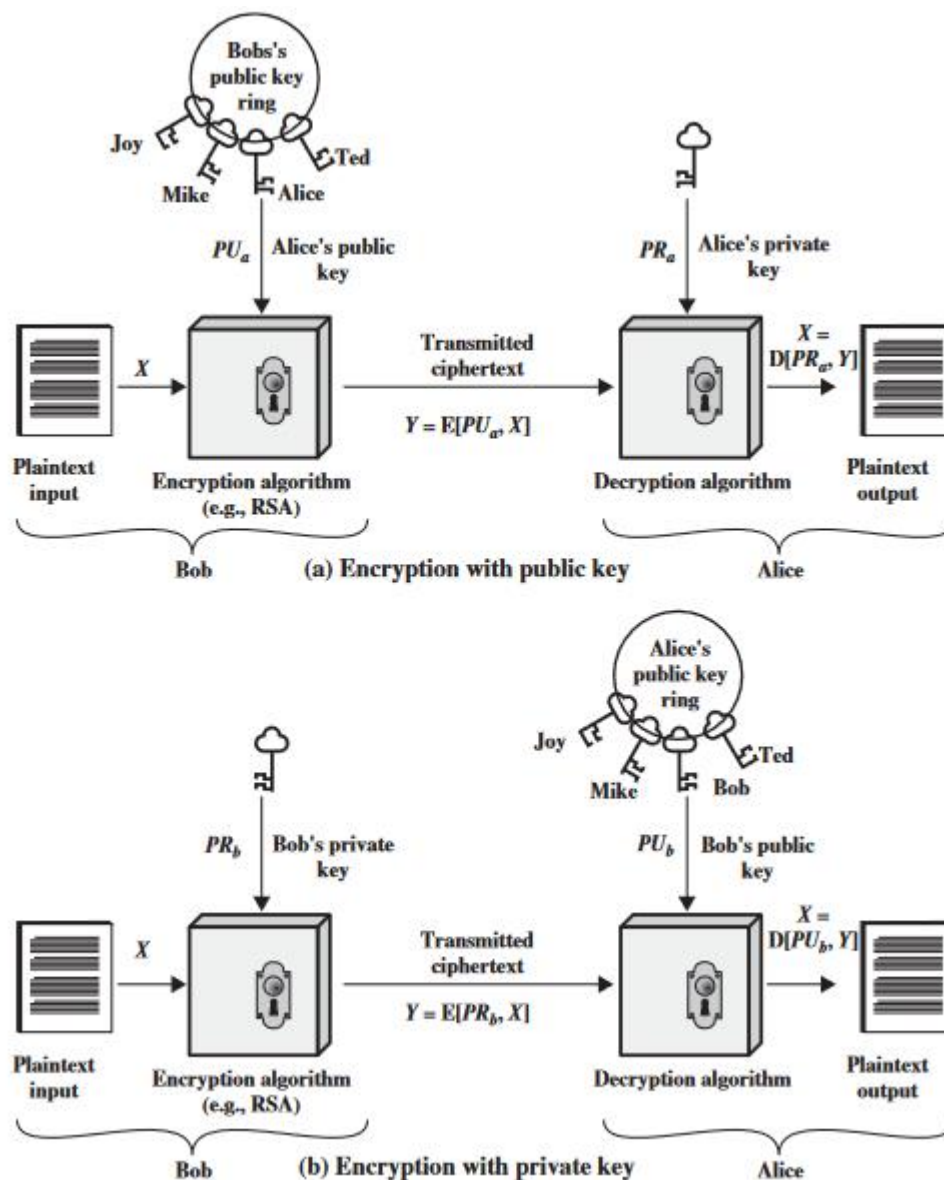 Bobs's
public key
ring
Joy
Ted
Mike
Alice
PUa
Alice's public
key
PRa
Alice's private
key
X
Transmitted
ciphertext
X =
D[PRa, Y]
Y = E[PUa, X]
Plaintext
input
Encryption algorithm
(e.g., RSA)
Decryption algorithm
Plaintext
output
Bob
(a) Encryption with public key
Alice
Alice's
public key
ring
Joy
Ted
Mike
Bob
PRb
Bob's private
key
PUb
Bob's public
key
X
Transmitted
ciphertext
X =
D[PUb, Y]
Y = E[PRb, X]
Plaintext
input
Encryption algorithm
(e.g., RSA)
Decryption algorithm
Plaintext
output
Bob
(b) Encryption with private key
Alice